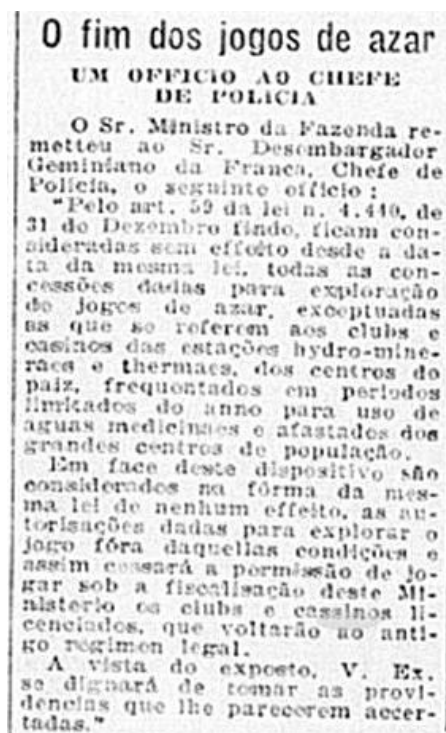 O fim dos jogos de azar
UM OFFICIO AO CHEFE
DE POLICIA
O Sr. Ministro da Fazenda re-
metteu ao Sr. Desembargador
Geminiano da Franca, Chefe de
Policia, o seguinte officio:
"Pelo art. 59 da lei n. 4.440, de
31 de Dezembro findo, ficam con-
sideradas sem effeito desde a da-
ta da mesma lei, todas as con-
cessões dadas para exploração
de jogos de azar, exceptuadas
as que se referem aos clubs e
casinos das estações hydro-mine-
raes e thermaes, dos centros do
paiz, frequentados em periodos
limitados do anno para uso de
aguas medicinaes e afastados dos
grandes centros de população.
Em face deste dispositivo são
considerados na fórma da mes-
ma lei de nenhum effeito, as au-
torisações dadas para explorar o
jogo fóra daquellas condições e
assim cessará a permissão de jo-
gar sob a fiscalisação deste Mi-
nisterio os clubs e cassinos li-
cenciados, que voltarão ao anti-
go regimen legal.
A vista do exposto, V. Ex.
se dignará de tomar as provi-
dencias que lhe parecerem accer-
tadas."